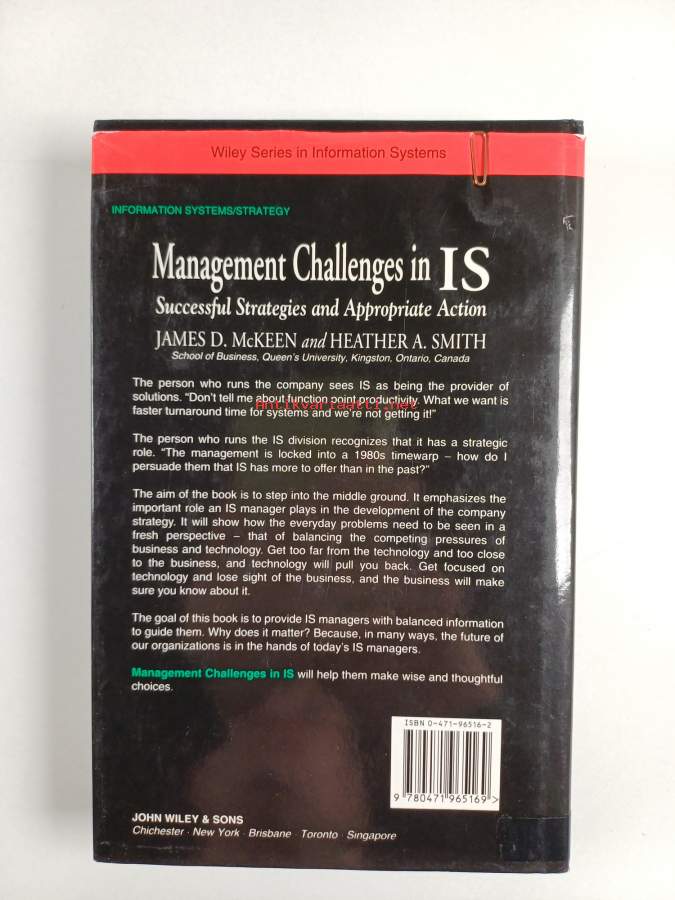 Wiley Series in Information Systems
INFORMATION SYSTEMS/STRATEGY
Management Challenges in IS
Successful Strategies and Appropriate Action
JAMES D. McKEEN and HEATHER A. SMITH
School of Business, Queen's University, Kingston, Ontario, Canada
The person who runs the company sees IS as being the provider of
solutions. “Don't tell me about function point productivity. What we want is
Antikvariaatti.net
faster turnaround time for systems and we're not getting it!”
The person who runs the IS division recognizes that it has a strategic
role. “The management is locked into a 1980s timewarp – how do I
persuade them that IS has more to offer than in the past?”
The aim of the book is to step into the middle ground. It emphasizes the
important role an IS manager plays in the development of the company
strategy. It will show how the everyday problems need to be seen in a
fresh perspective – that of balancing the competing pressures of
business and technology. Get too far from the technology and too close
to the business, and technology will pull you back. Get focused on
technology and lose sight of the business, and the business will make
sure you know about it.
The goal of this book is to provide IS managers with balanced information
to guide them. Why does it matter? Because, in many ways, the future of
our organizations is in the hands of today's IS managers.
Management Challenges in IS will help them make wise and thoughtful
choices.
ISBN 0-471-96516-2
9 780471 965169 >
JOHN WILEY & SONS
Chichester · New York · Brisbane · Toronto · Singapore